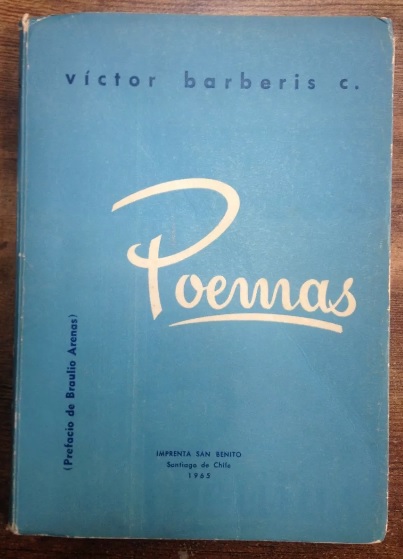 víctor barberis c.
Poemas
(Prefacio de Braulio Arenas)
IMPRENTA SAN BENITO
Santiago de Chile
1965